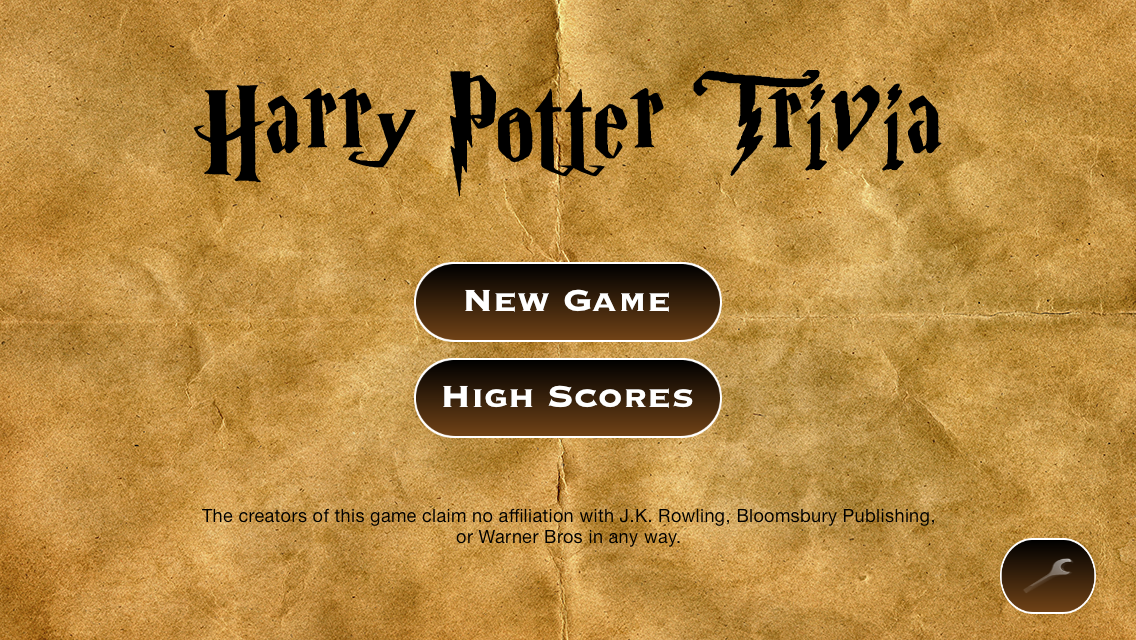 Harry Potter Trivia
New Game
High Scores
The creators of this game claim no affiliation with J.K. Rowling, Bloomsbury Publishing,
or Warner Bros in any way.